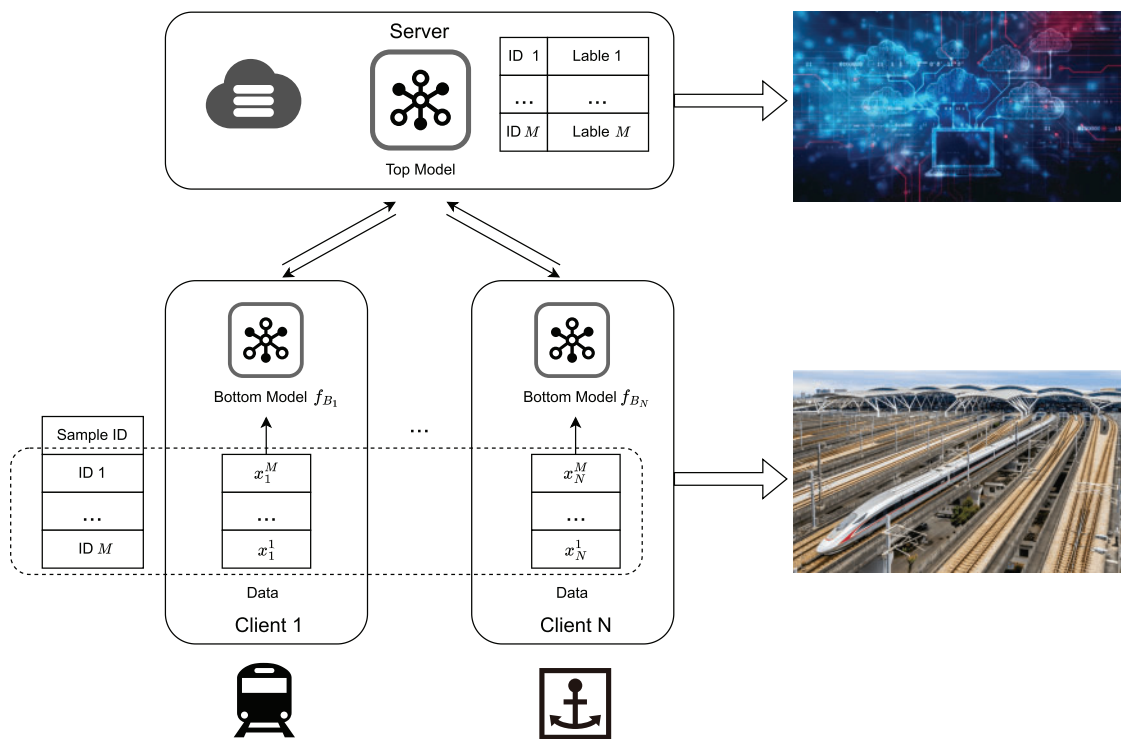 Server
ID 1 Lable 1
... ...
ID M Lable M
Top Model
Bottom Model f_{B_1}
Bottom Model f_{B_N}
...
Sample ID
ID 1
...
ID M
x_1^M
...
x_1^1
x_N^M
...
x_N^1
Data
Data
Client 1
Client N